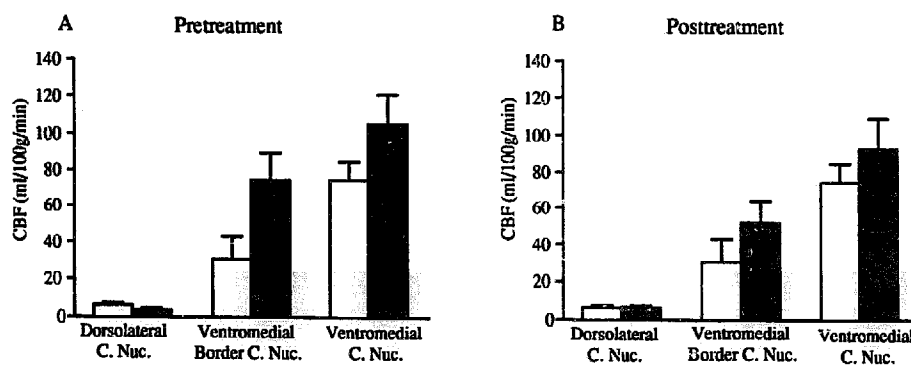 A
Pretreatment
140
120
100
80
60
40
20
0
CBF (ml/100g/min)
Dorsolateral
C. Nuc.
Ventromedial
Border C. Nuc.
Ventromedial
C. Nuc.
B
Posttreatment
140
120
100
80
60
40
20
0
CBF (ml/100g/min)
Dorsolateral
C. Nuc.
Ventromedial
Border C. Nuc.
Ventromedial
C. Nuc.